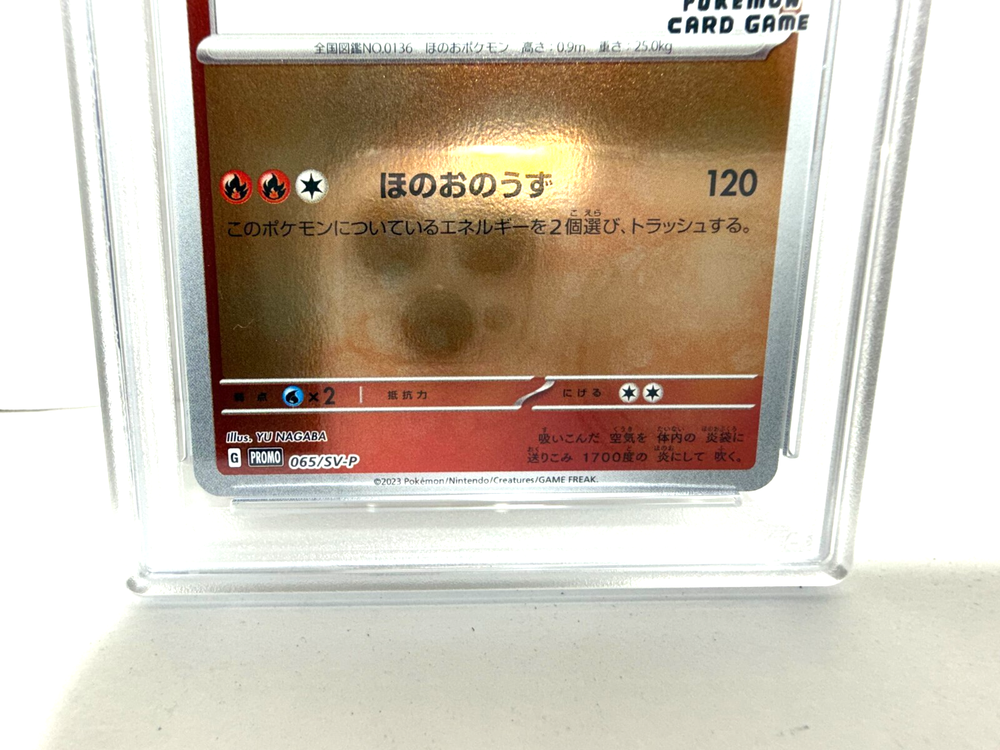 POKÉMON
CARD GAME
全国図鑑NO.0136 ほのおポケモン 高さ:0.9m 重さ:25.0kg
ほのおのうず 120
このポケモンについているエネルギーを2個選び、トラッシュする。
弱点 ×2 抵抗力 にげる
Illus. YU NAGABA
G PROMO 065/SV-P
吸いこんだ 空気を 体内の 炎袋に
送りこみ 1700度の 炎にして 吹く。
©2023 Pokémon/Nintendo/Creatures/GAME FREAK.